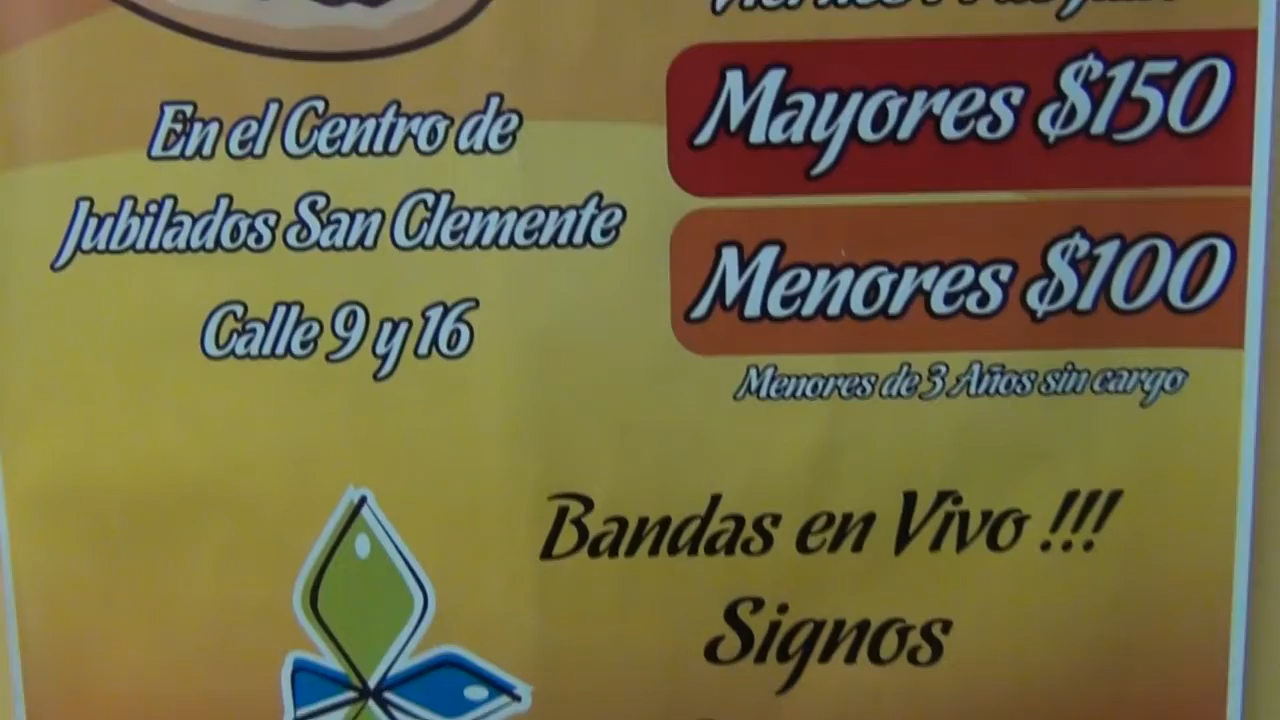 En el Centro de
Jubilados San Clemente
Calle 9 y 16
Mayores $150
Menores $100
Menores de 3 Años sin cargo
Bandas en Vivo !!!
Signos